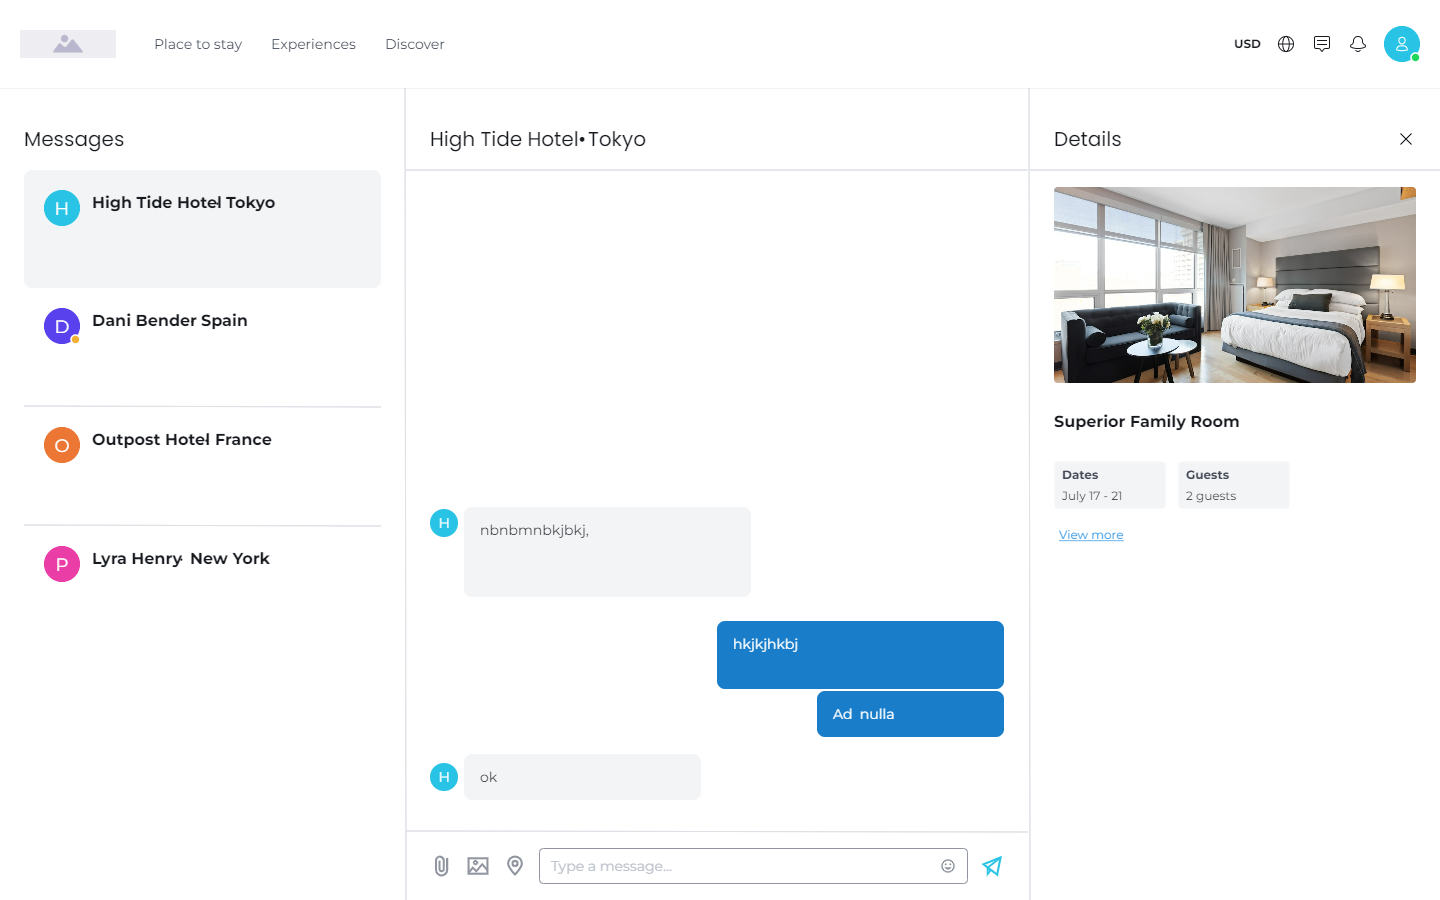 Place to stay
Experiences
Discover
USD
Messages
H
High Tide Hotel Tokyo
D
Dani Bender Spain
O
Outpost Hotel France
P
Lyra Henry· New York
High Tide Hotel•Tokyo
H
nbnbmnbkjbkj,
hkjkjhkbj
Ad nulla
H
ok
Type a message...
Details
Superior Family Room
Dates
July 17 - 21
Guests
2 guests
View more